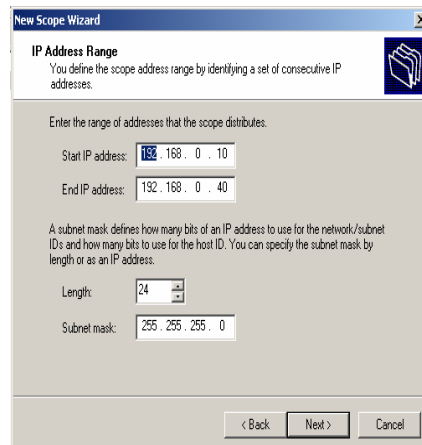 New Scope Wizard
IP Address Range
You define the scope address range by identifying a set of consecutive IP
addresses.
Enter the range of addresses that the scope distributes.
Start IP address: 192 . 168 . 0 . 10
End IP address: 192 . 168 . 0 . 40
A subnet mask defines how many bits of an IP address to use for the network/subnet
IDs and how many bits to use for the host ID. You can specify the subnet mask by
length or as an IP address.
Length: 24
Subnet mask: 255 . 255 . 255 . 0
< Back Next > Cancel